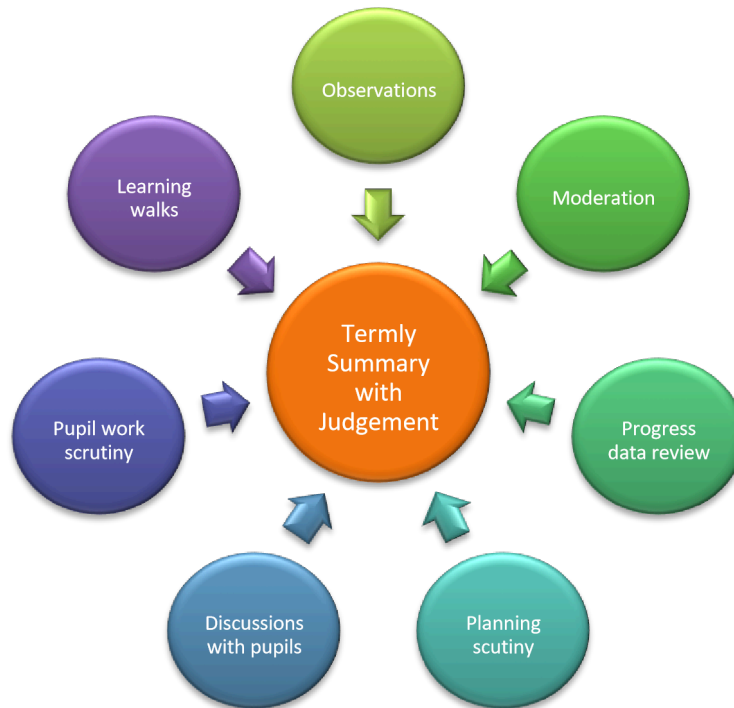 Observations
Moderation
Progress
data review
Planning
scutiny
Discussions
with pupils
Pupil work
scrutiny
Learning
walks
Termly
Summary
with
Judgement